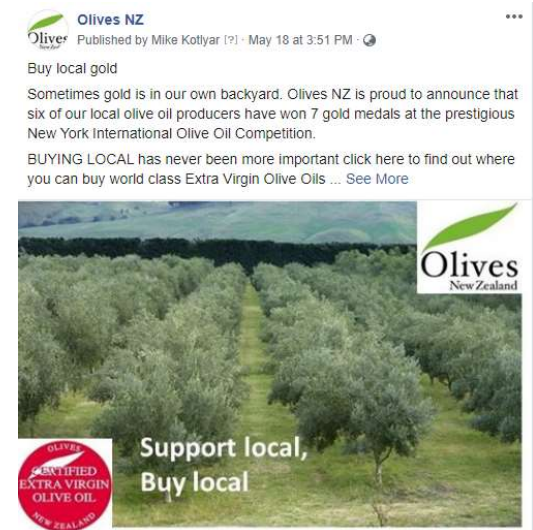 Olives NZ
Olives
New Zealand
Published by Mike Kotlyar [?] · May 18 at 3:51 PM ·
Buy local gold
Sometimes gold is in our own backyard. Olives NZ is proud to announce that
six of our local olive oil producers have won 7 gold medals at the prestigious
New York International Olive Oil Competition.
BUYING LOCAL has never been more important click here to find out where
you can buy world class Extra Virgin Olive Oils ... See More
Olives
New Zealand
Support local,
Buy local
OLIVES
CERTIFIED
EXTRA VIRGIN
OLIVE OIL
NEW ZEALAND